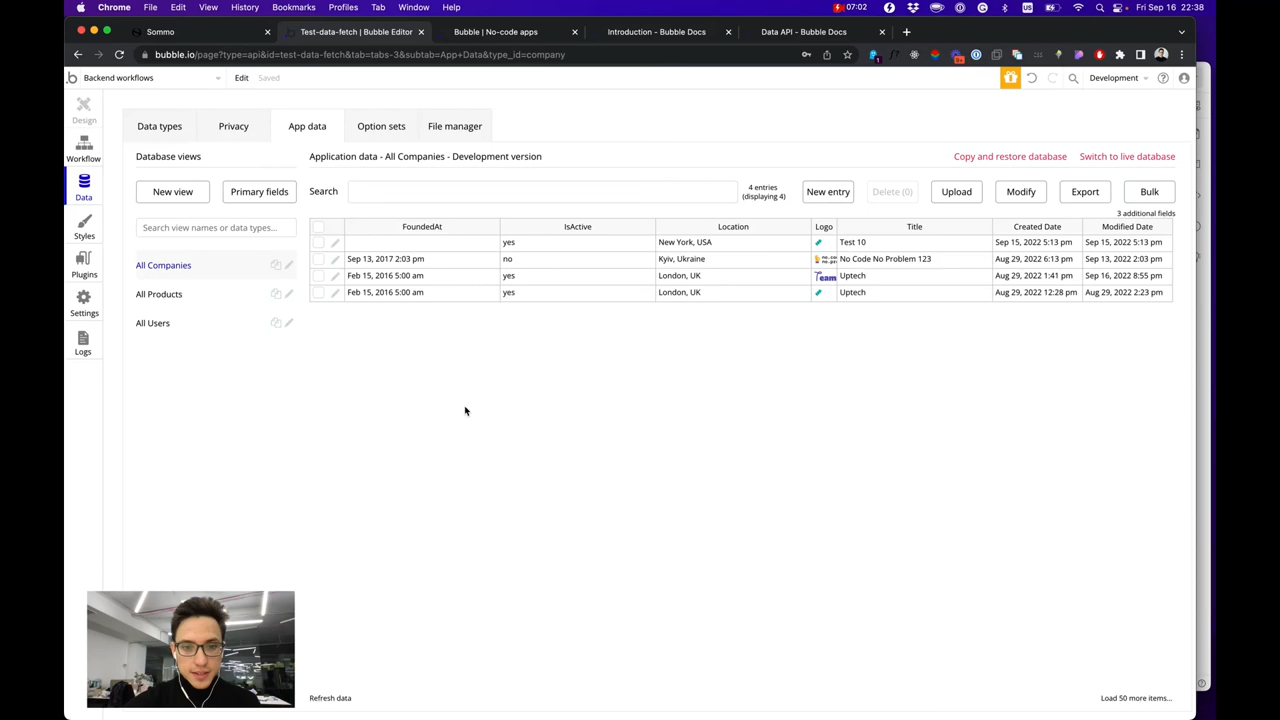 Chrome File Edit View History Bookmarks Profiles Tab Window Help 07:02 US Fri Sep 16 22:38
Sommo Test-data-fetch | Bubble Editor Bubble | No-code apps Introduction - Bubble Docs Data API - Bubble Docs
bubble.io/page?type=api&id=test-data-fetch&tab=tabs-3&subtab=App+Data&type_id=company
Backend workflows Edit Saved Development
Design
Workflow
Data
Styles
Plugins
Settings
Logs
Data types Privacy App data Option sets File manager
Database views
New view Primary fields
Search view names or data types...
All Companies
All Products
All Users
Application data - All Companies - Development version Copy and restore database Switch to live database
Search 4 entries (displaying 4) New entry Delete (0) Upload Modify Export Bulk
3 additional fields
FoundedAt IsActive Location Logo Title Created Date Modified Date
yes New York, USA Test 10 Sep 15, 2022 5:13 pm Sep 15, 2022 5:13 pm
Sep 13, 2017 2:03 pm no Kyiv, Ukraine No Code No Problem 123 Aug 29, 2022 6:13 pm Sep 13, 2022 2:03 pm
Feb 15, 2016 5:00 am yes London, UK Team Uptech Aug 29, 2022 1:41 pm Sep 16, 2022 8:55 pm
Feb 15, 2016 5:00 am yes London, UK Uptech Aug 29, 2022 12:28 pm Aug 29, 2022 2:23 pm
Refresh data Load 50 more items...